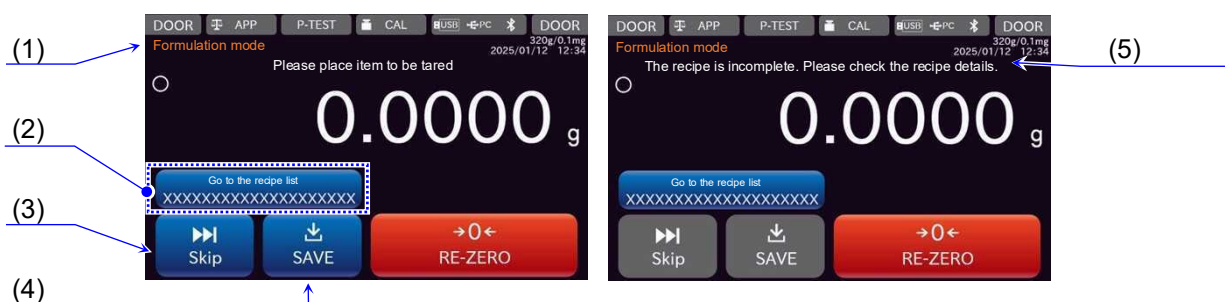 DOOR APP P-TEST CAL USB PC DOOR
320g/0.1mg
Formulation mode
2025/01/12 12:34
Please place item to be tared
0.0000 g
Go to the recipe list
XXXXXXXXXXXXXXXXXXXX
Skip
SAVE
→0←
RE-ZERO
(1)
(2)
(3)
(4)
DOOR APP P-TEST CAL USB PC DOOR
320g/0.1mg
Formulation mode
2025/01/12 12:34
The recipe is incomplete. Please check the recipe details.
0.0000 g
Go to the recipe list
XXXXXXXXXXXXXXXXXXXX
Skip
SAVE
→0←
RE-ZERO
(5)